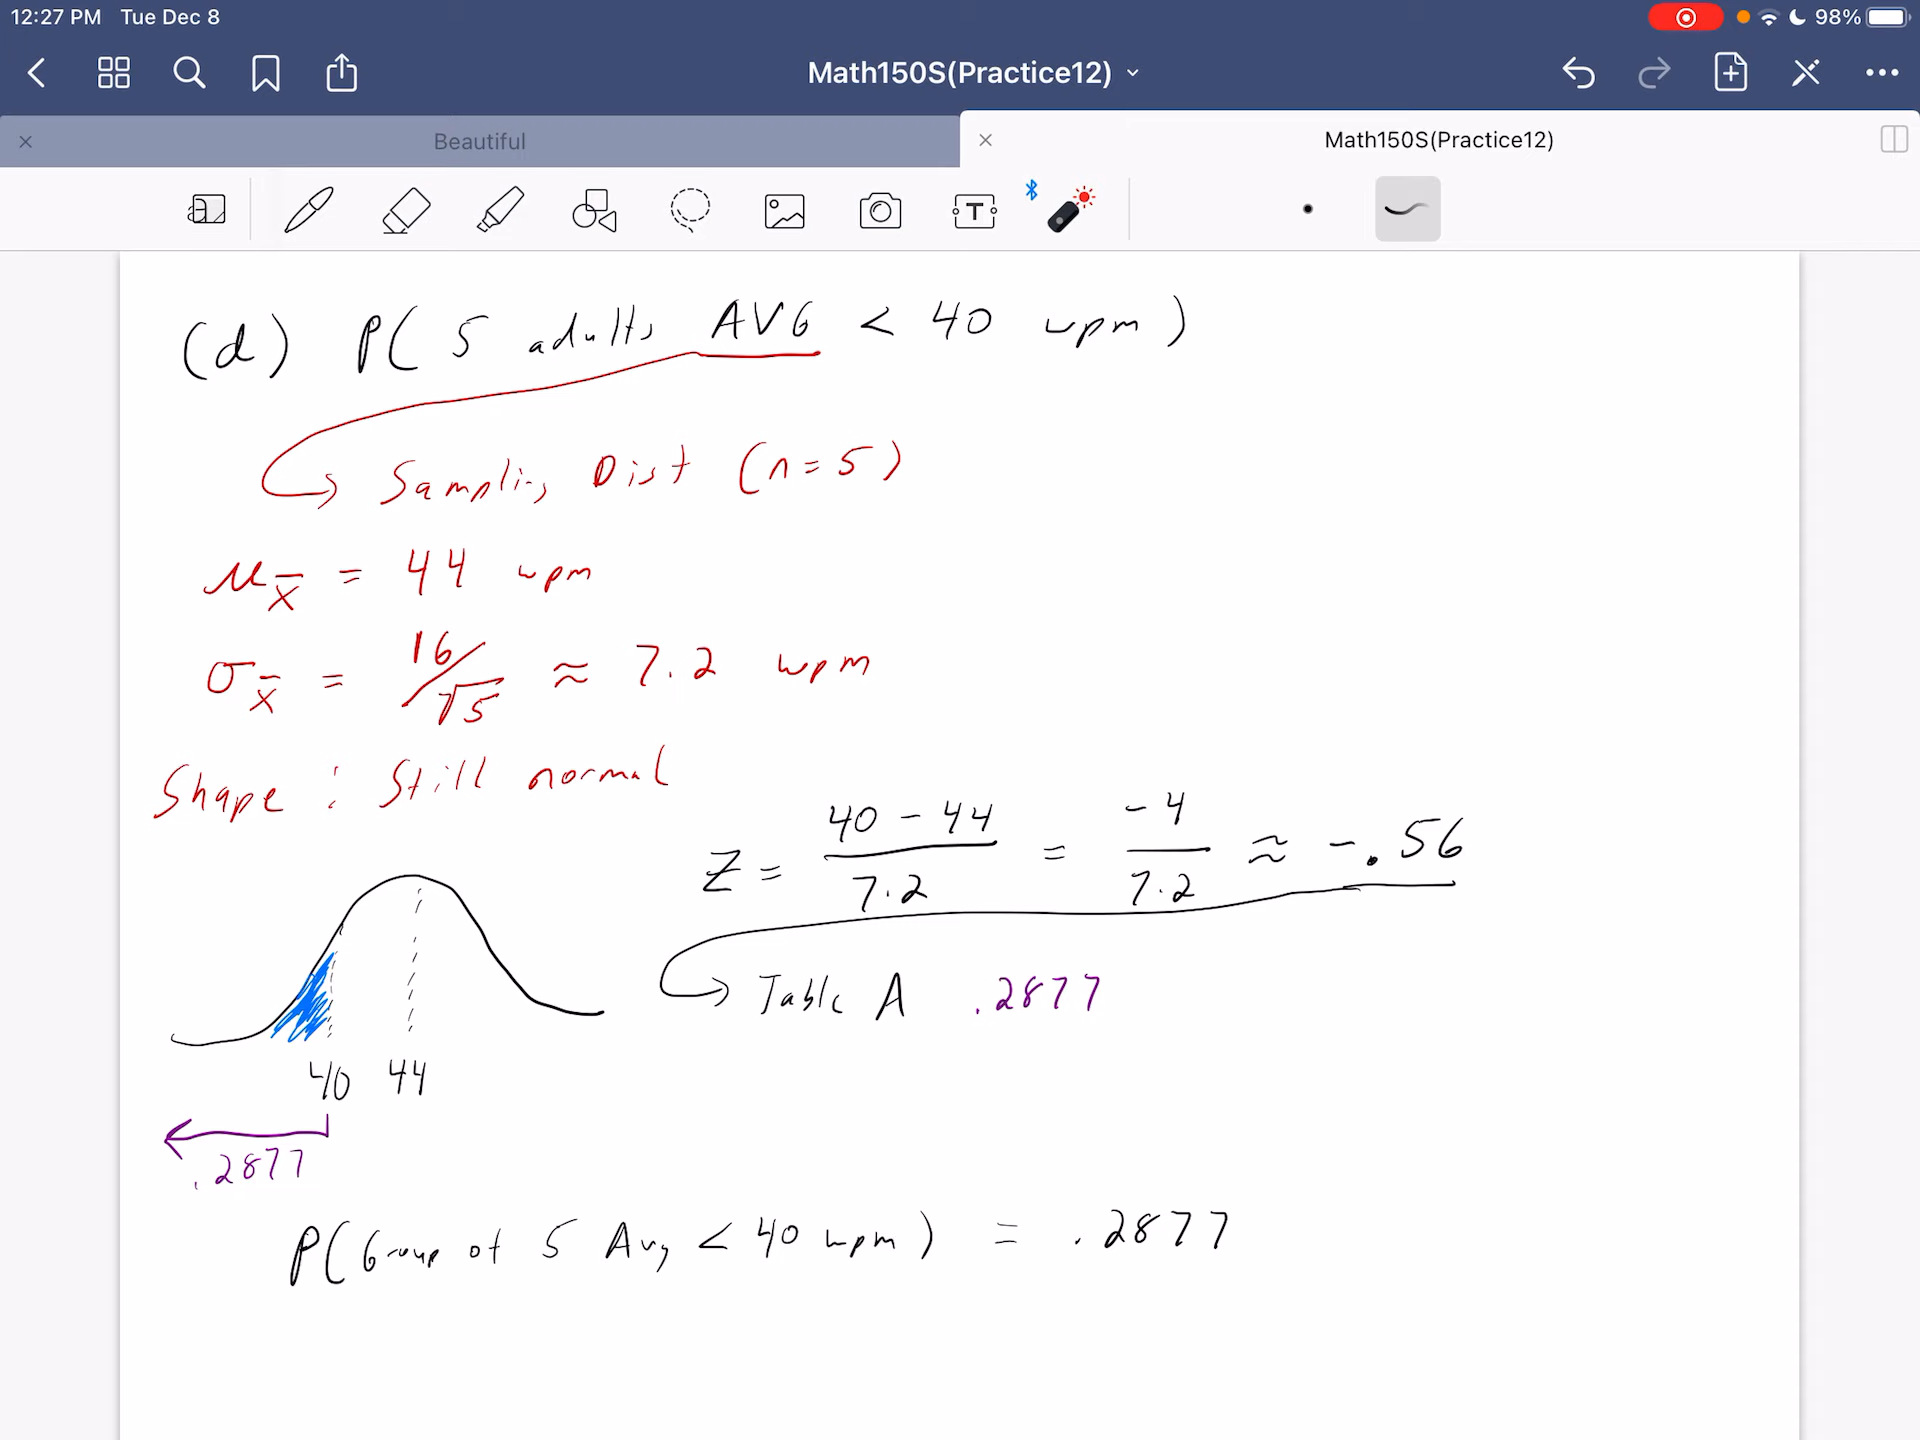 12:27 PM Tue Dec 8
98%
Math150S(Practice12)
Beautiful
Math150S(Practice12)
(d) P( 5 adults AVG < 40 wpm )
Sampling Dist (n=5)
μx̄ = 44 wpm
σx̄ = 16/√5 ≈ 7.2 wpm
Shape : Still normal
Z = (40 - 44)/7.2 = -4/7.2 ≈ -.56
Table A .2877
40 44
.2877
P( Group of 5 Avg < 40 wpm ) = .2877